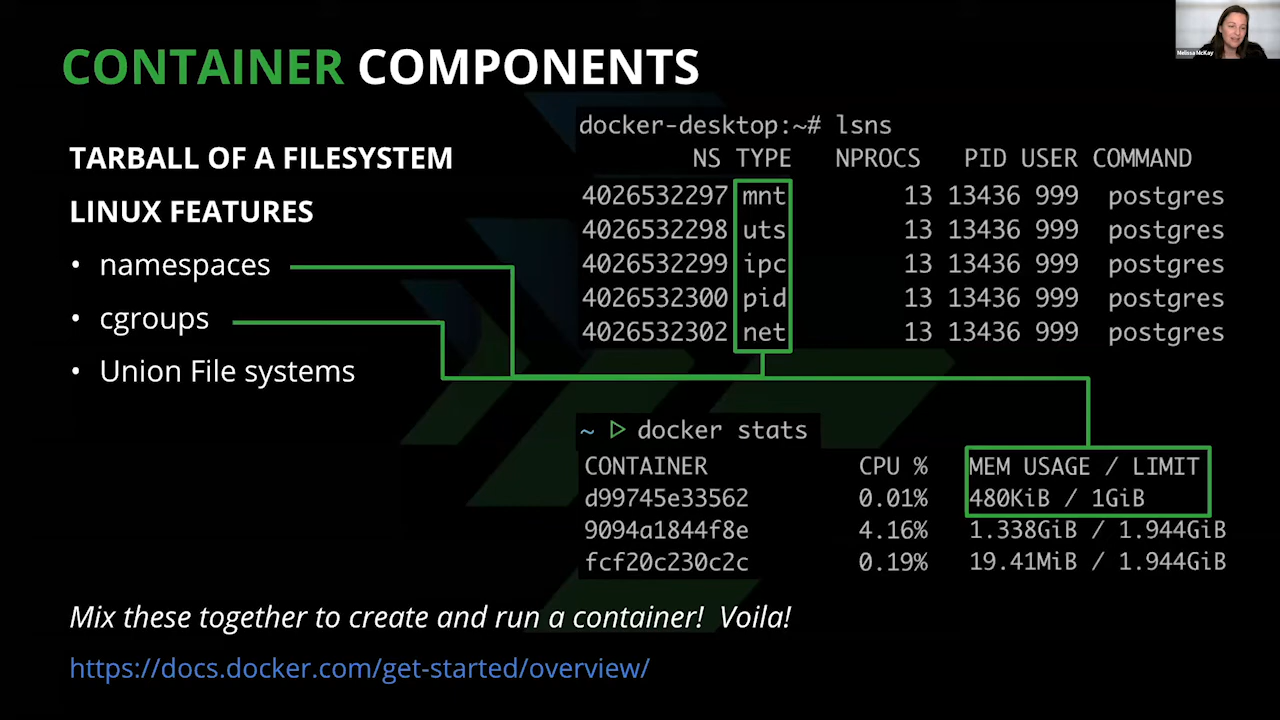 Melissa McKay
CONTAINER COMPONENTS
TARBALL OF A FILESYSTEM
LINUX FEATURES
• namespaces
• cgroups
• Union File systems
docker-desktop:~# lsns
NS TYPE NPROCS PID USER COMMAND
4026532297 mnt 13 13436 999 postgres
4026532298 uts 13 13436 999 postgres
4026532299 ipc 13 13436 999 postgres
4026532300 pid 13 13436 999 postgres
4026532302 net 13 13436 999 postgres
~ ▷ docker stats
CONTAINER CPU % MEM USAGE / LIMIT
d99745e33562 0.01% 480KiB / 1GiB
9094a1844f8e 4.16% 1.338GiB / 1.944GiB
fcf20c230c2c 0.19% 19.41MiB / 1.944GiB
Mix these together to create and run a container! Voila!
https://docs.docker.com/get-started/overview/